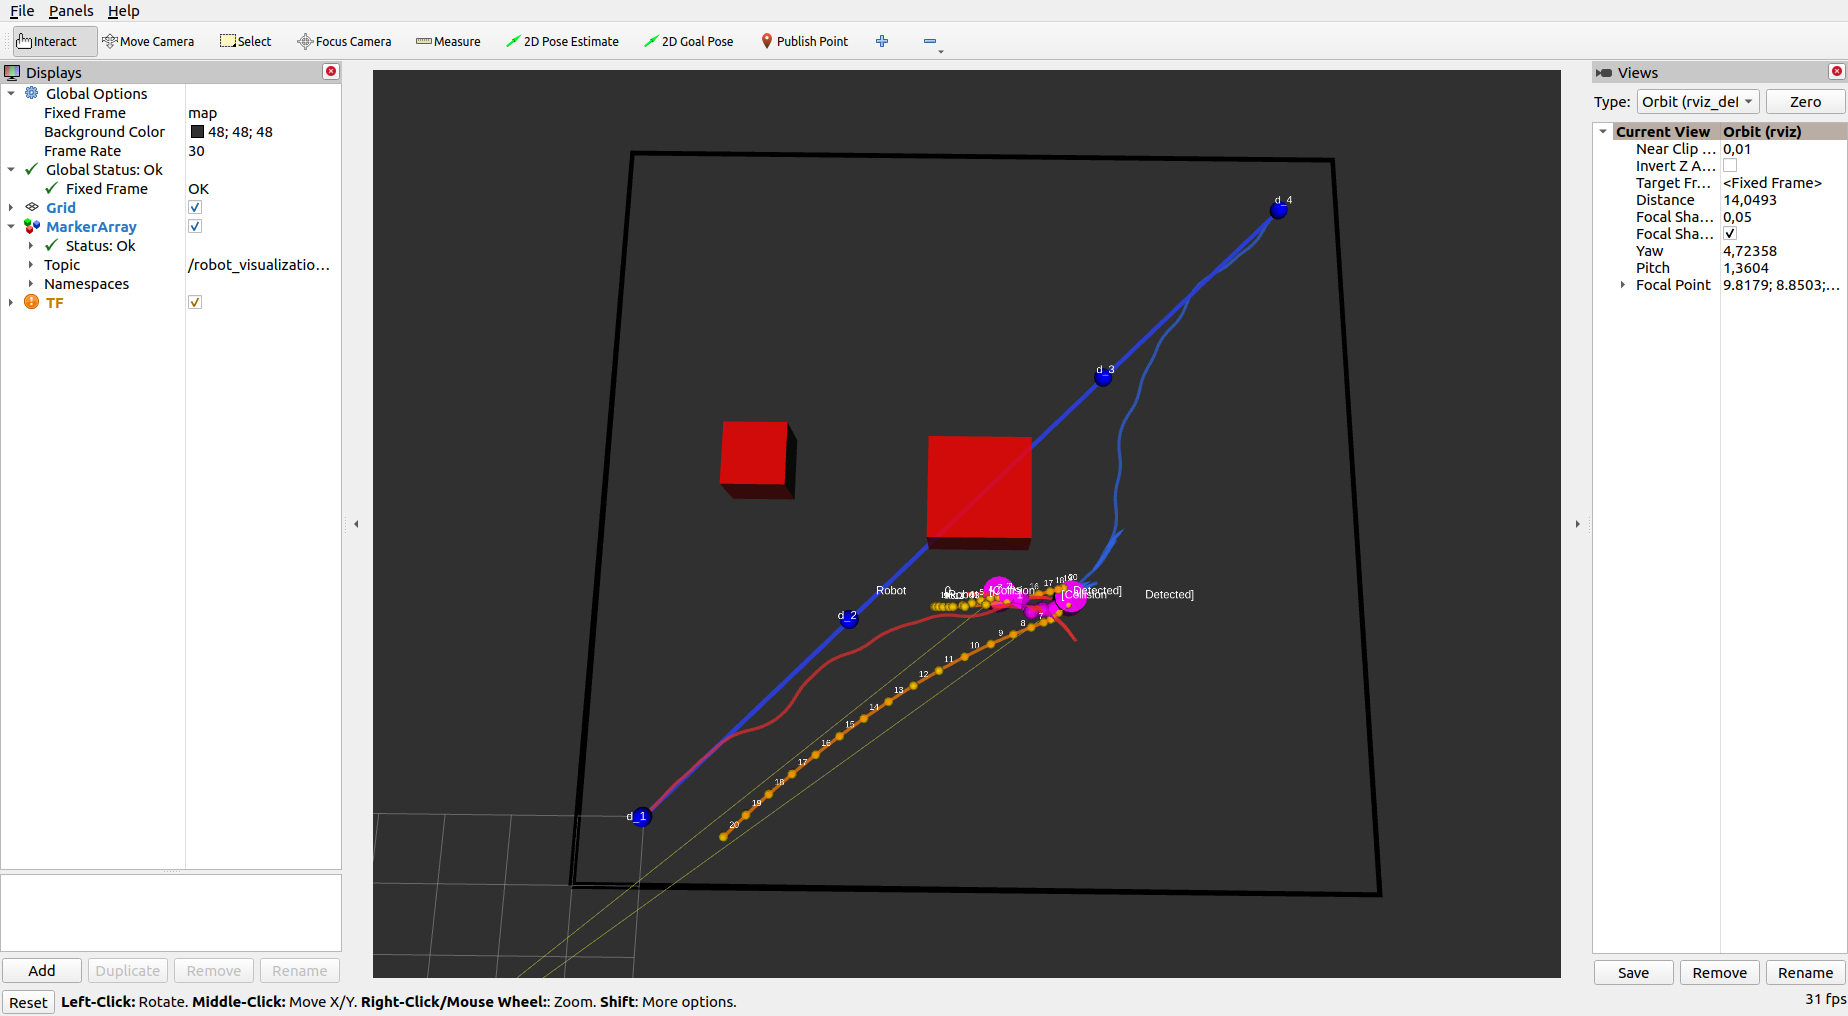 File Panels Help
Interact Move Camera Select Focus Camera Measure 2D Pose Estimate 2D Goal Pose Publish Point
Displays
Global Options
Fixed Frame map
Background Color 48; 48; 48
Frame Rate 30
Global Status: Ok
Fixed Frame OK
Grid
MarkerArray
Status: Ok
Topic /robot_visualizatio...
Namespaces
TF
Add Duplicate Remove Rename
Reset Left-Click: Rotate. Middle-Click: Move X/Y. Right-Click/Mouse Wheel:: Zoom. Shift: More options.
d_4
d_3
d_2
d_1
Robot
[Collision
Detected]
[Collision
Detected]
16
17
18
19
20
7
8
9
10
11
12
13
14
15
16
17
18
19
20
Views
Type: Orbit (rviz_def Zero
Current View Orbit (rviz)
Near Clip ... 0,01
Invert Z A...
Target Fr... <Fixed Frame>
Distance 14,0493
Focal Sha... 0,05
Focal Sha...
Yaw 4,72358
Pitch 1,3604
Focal Point 9.8179; 8.8503;...
Save Remove Rename
31 fps